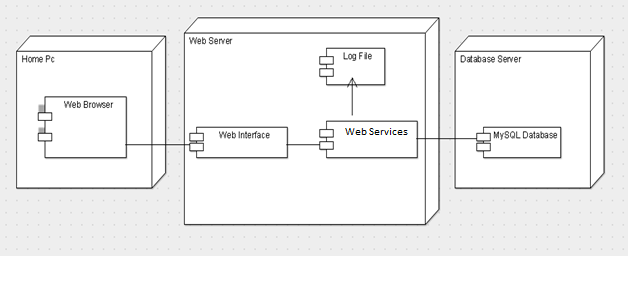 Home Pc
Web Browser
Web Server
Log File
Web Interface
Web Services
Database Server
MySQL Database